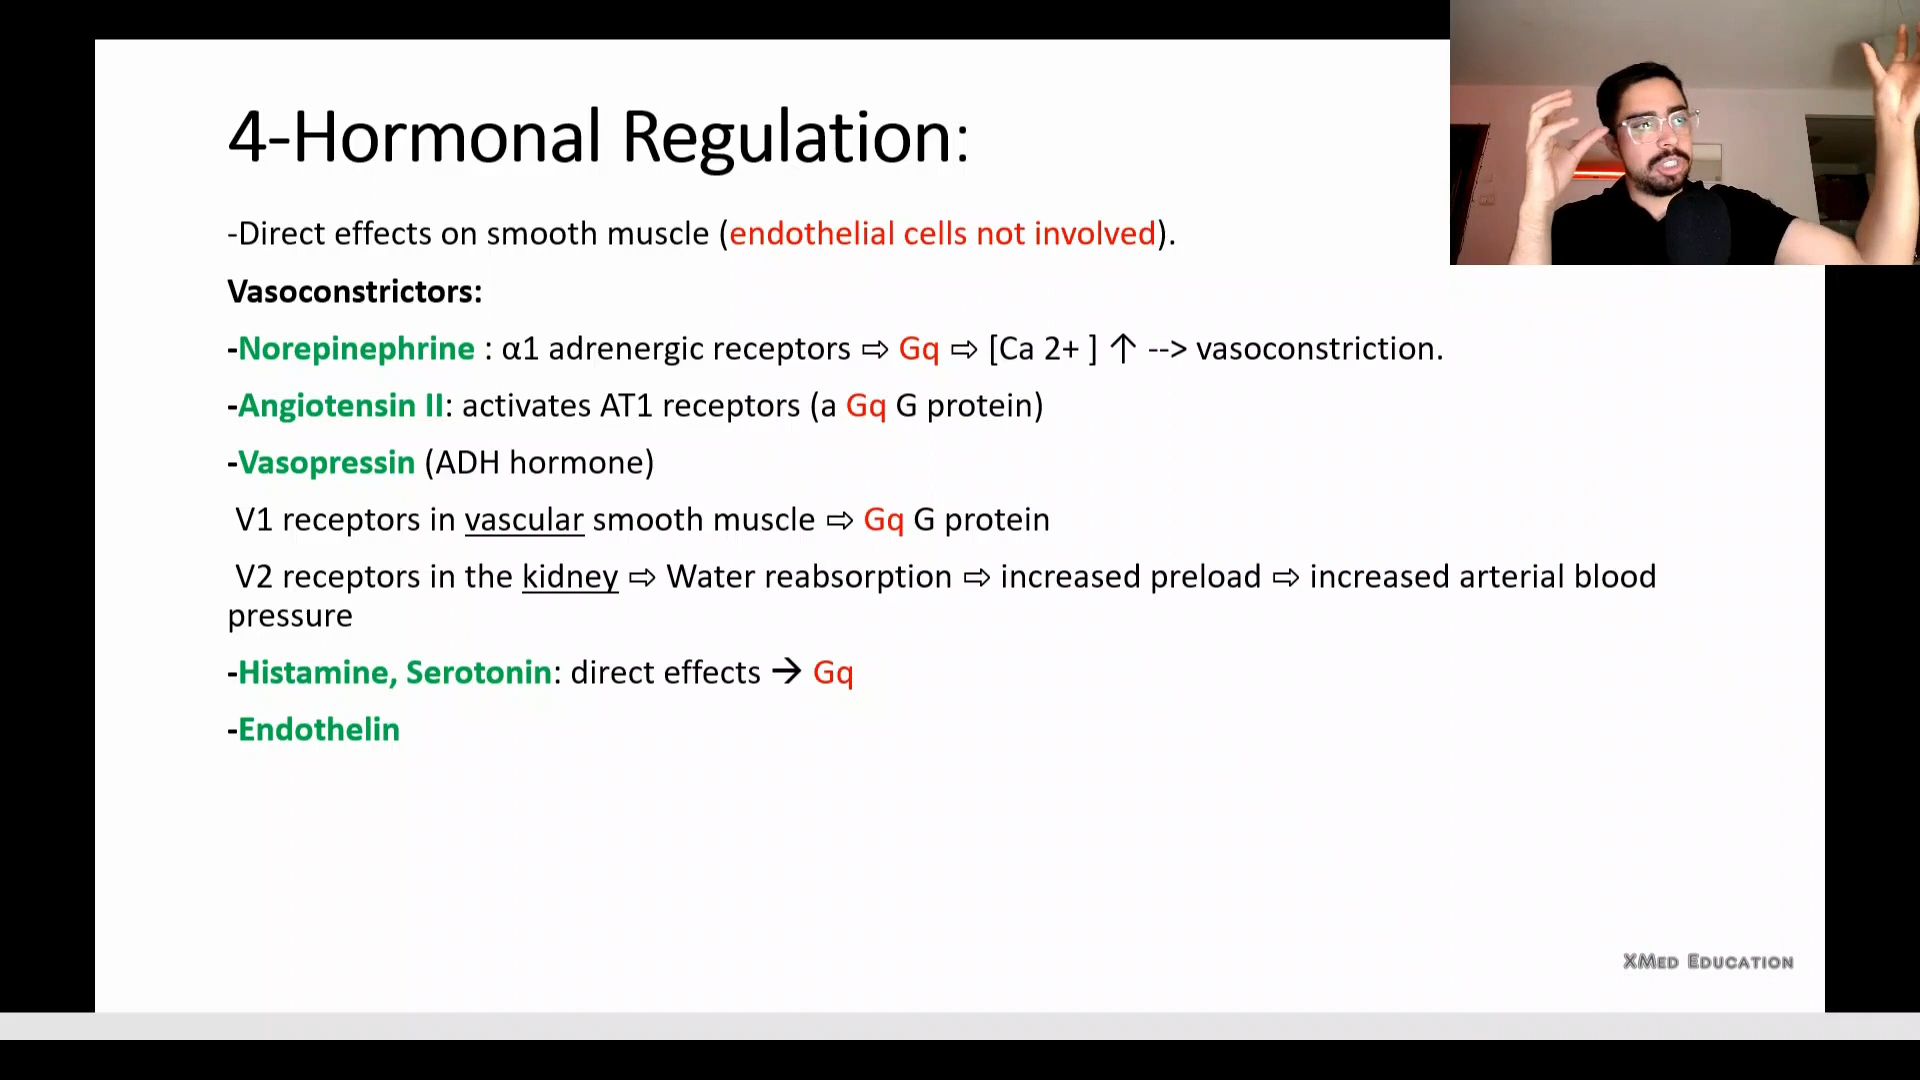 4-Hormonal Regulation:
-Direct effects on smooth muscle (endothelial cells not involved).
Vasoconstrictors:
-Norepinephrine : α1 adrenergic receptors ⇨ Gq ⇨ [Ca 2+ ] ↑ --> vasoconstriction.
-Angiotensin II: activates AT1 receptors (a Gq G protein)
-Vasopressin (ADH hormone)
V1 receptors in vascular smooth muscle ⇨ Gq G protein
V2 receptors in the kidney ⇨ Water reabsorption ⇨ increased preload ⇨ increased arterial blood
pressure
-Histamine, Serotonin: direct effects → Gq
-Endothelin
XMed Education